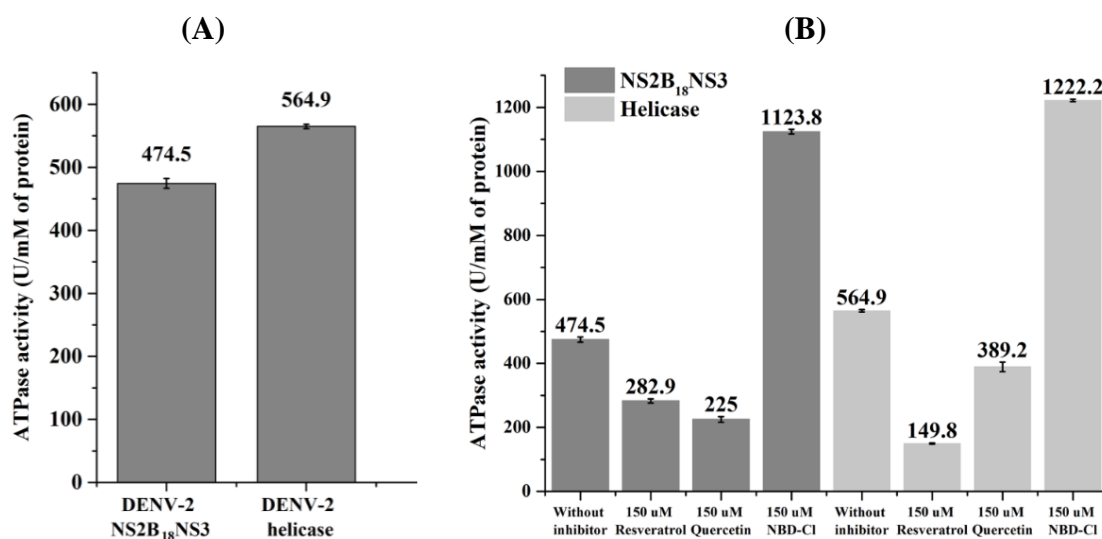 (A)
ATPase activity (U/mM of protein)
600
500
400
300
200
100
0
474.5
564.9
DENV-2
NS2B₁₈NS3
DENV-2
helicase
(B)
ATPase activity (U/mM of protein)
1200
1000
800
600
400
200
0
NS2B₁₈NS3
Helicase
474.5
282.9
225
1123.8
564.9
149.8
389.2
1222.2
Without
inhibitor
150 uM
Resveratrol
150 uM
Quercetin
150 uM
NBD-Cl
Without
inhibitor
150 uM
Resveratrol
150 uM
Quercetin
150 uM
NBD-Cl